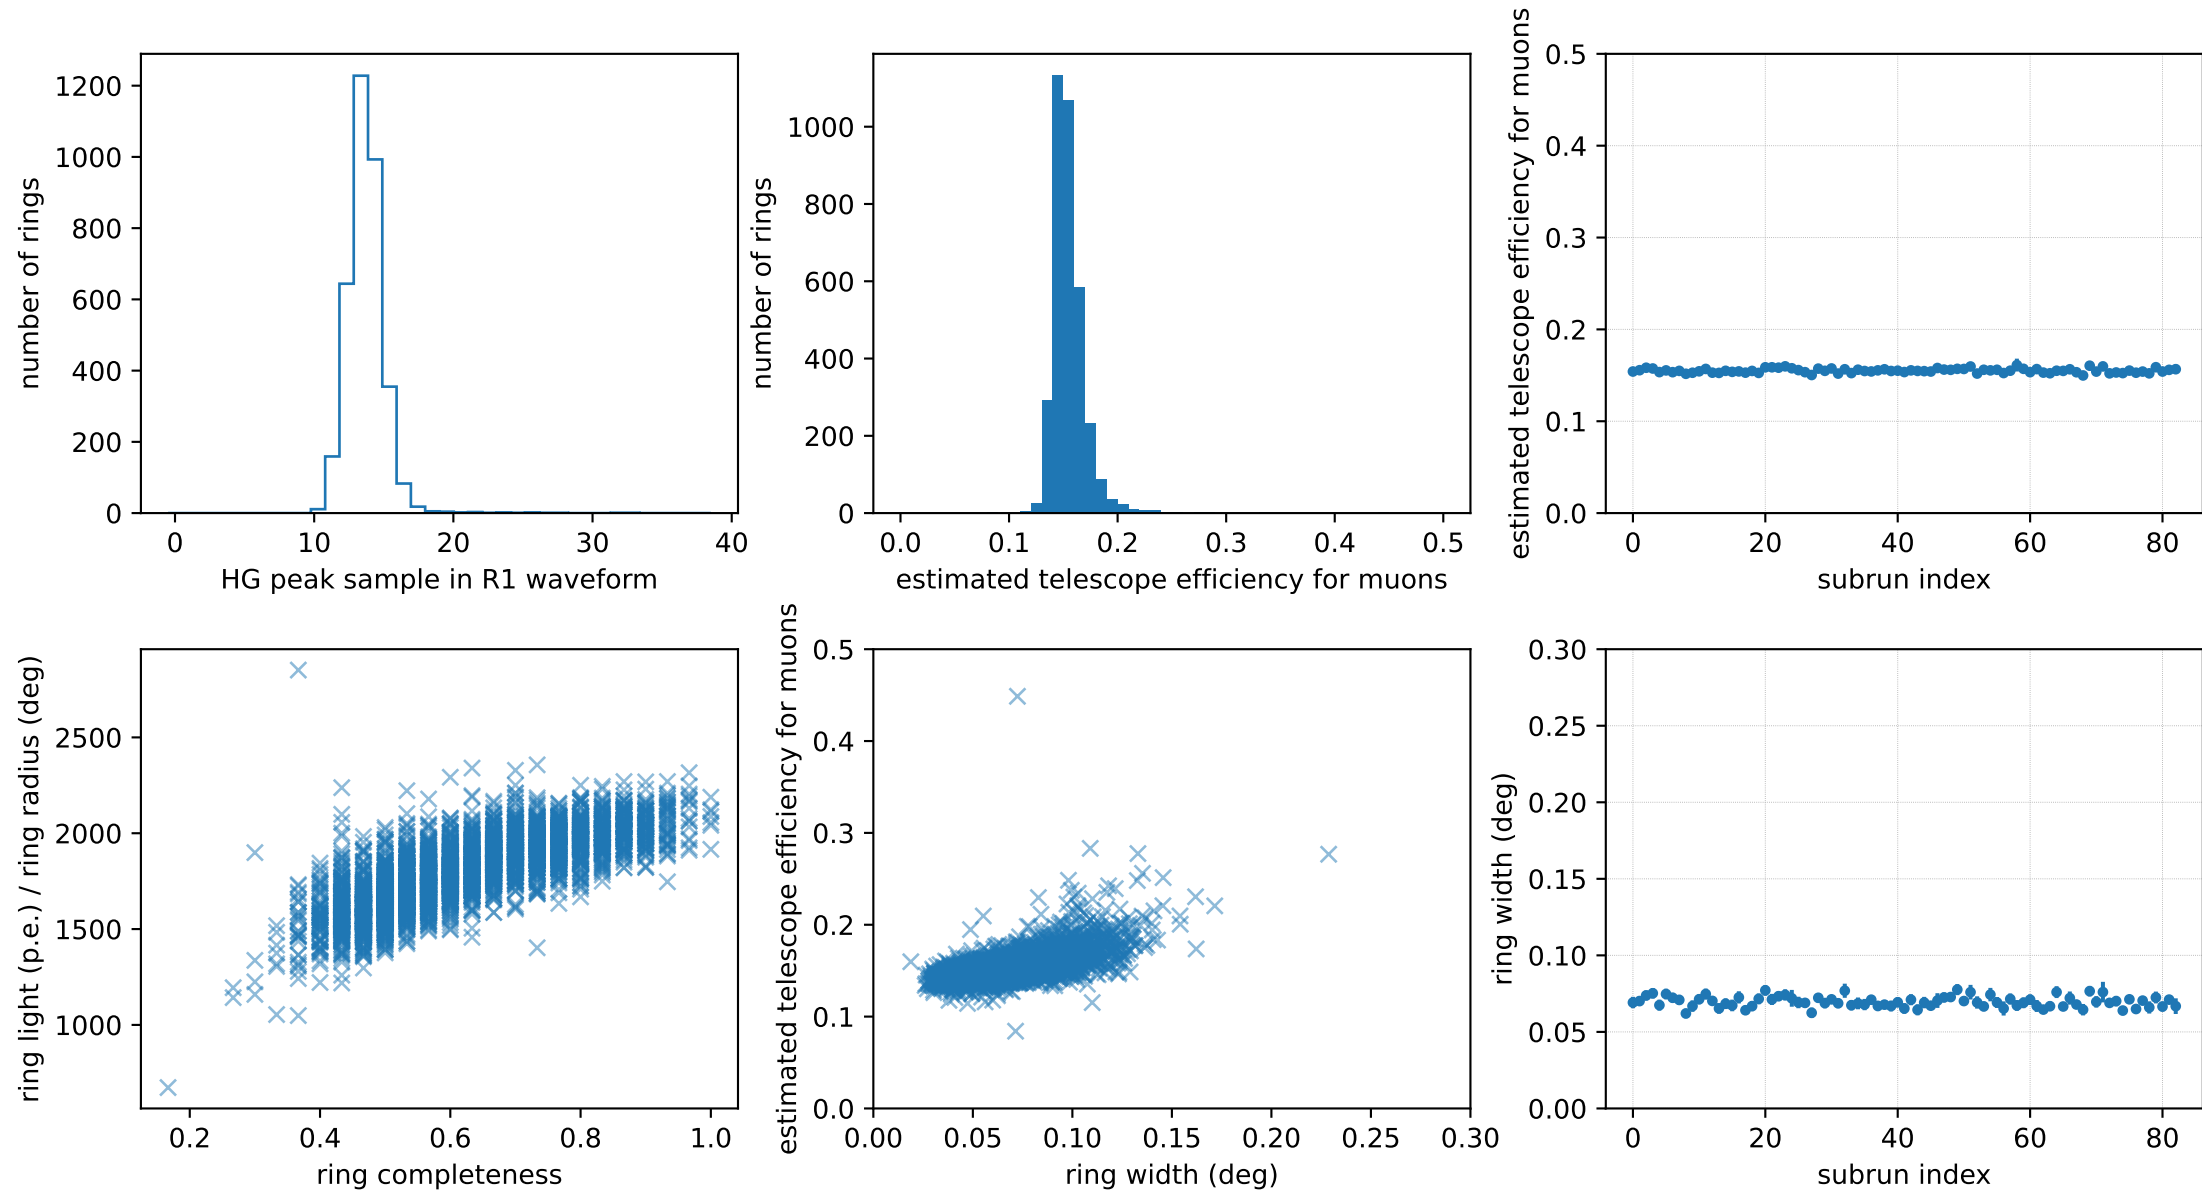 number of rings
1200
1000
800
600
400
200
0
0 10 20 30 40
HG peak sample in R1 waveform
number of rings
1000
800
600
400
200
0
0.0 0.1 0.2 0.3 0.4 0.5
estimated telescope efficiency for muons
estimated telescope efficiency for muons
0.5
0.4
0.3
0.2
0.1
0.0
0 20 40 60 80
subrun index
ring light (p.e.) / ring radius (deg)
2500
2000
1500
1000
0.2 0.4 0.6 0.8 1.0
ring completeness
estimated telescope efficiency for muons
0.5
0.4
0.3
0.2
0.1
0.0
0.00 0.05 0.10 0.15 0.20 0.25 0.30
ring width (deg)
ring width (deg)
0.30
0.25
0.20
0.15
0.10
0.05
0.00
0 20 40 60 80
subrun index